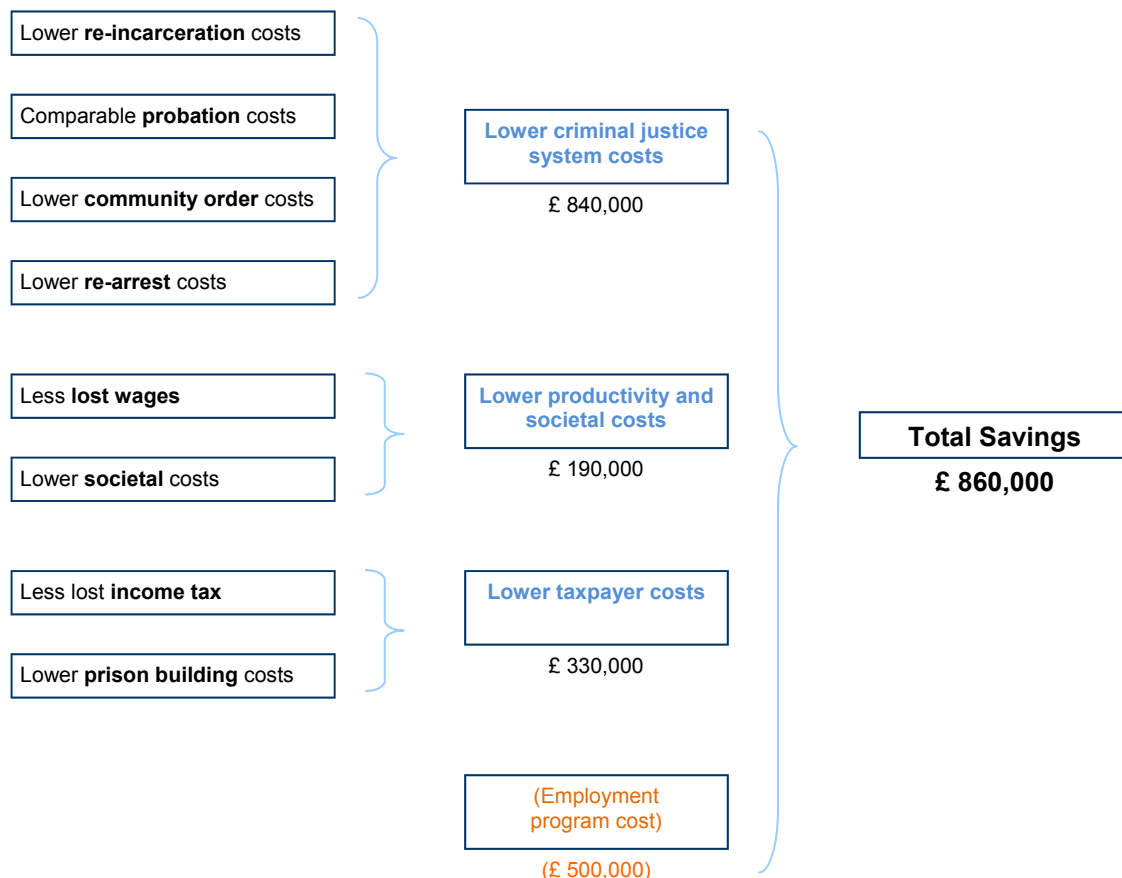 Lower re-incarceration costs
Comparable probation costs
Lower community order costs
Lower re-arrest costs
Lower criminal justice
system costs
£ 840,000
Less lost wages
Lower societal costs
Lower productivity and
societal costs
£ 190,000
Less lost income tax
Lower prison building costs
Lower taxpayer costs
£ 330,000
(Employment
program cost)
(£ 500,000)
Total Savings
£ 860,000